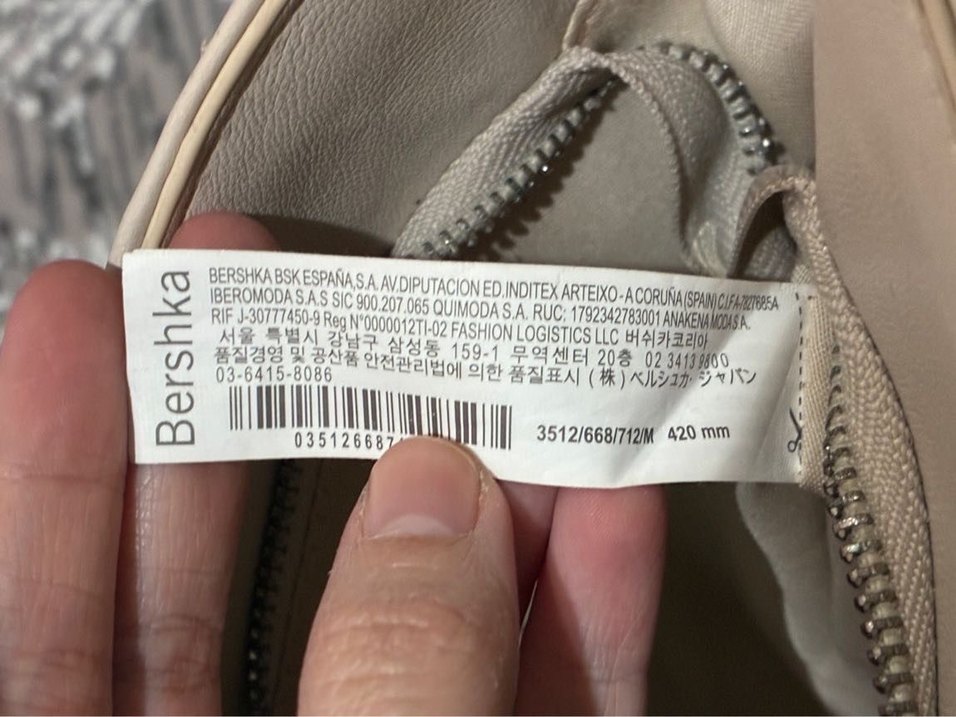 Bershka
BERSHKA BSK ESPAÑA,S.A. AV.DIPUTACION ED.INDITEX ARTEIXO - A CORUÑA (SPAIN) C.I.F.A-78276854
IBEROMODA S.A.S SIC 900.207.065 QUIMODA S.A. RUC: 1792342783001 ANAKENA MODA S.A.
RIF J-30777450-9 Reg N°0000012TI-02 FASHION LOGISTICS LLC 버쉬카코리아
서울 특별시 강남구 삼성동 159-1 무역센터 20층 02 3413 9800
품질경영 및 공산품 안전관리법에 의한 품질표시 (株) ベルシュカ・ジャパン
03-6415-8086
0351266871
3512/668/712/M 420 mm